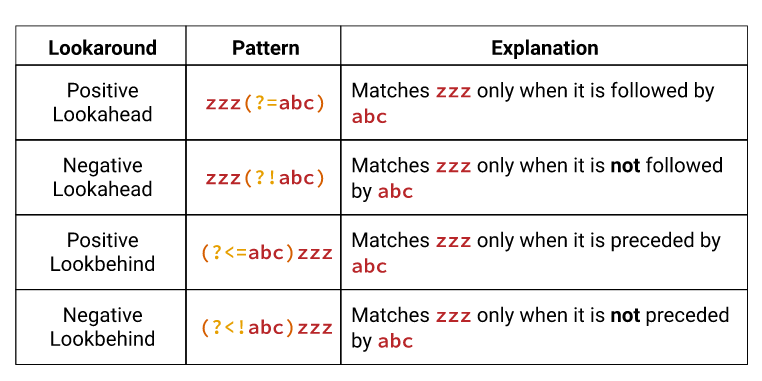 Lookaround Pattern Explanation
Positive
Lookahead
zzz(?=abc)
Matches zzz only when it is followed by
abc
Negative
Lookahead
zzz(?!abc)
Matches zzz only when it is not followed
by abc
Positive
Lookbehind
(?<=abc)zzz
Matches zzz only when it is preceded by
abc
Negative
Lookbehind
(?<!abc)zzz
Matches zzz only when it is not preceded
by abc